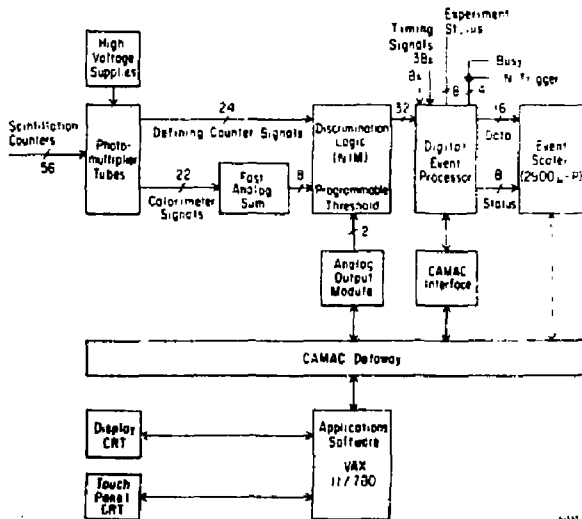 High
Voltage
Supplies
Scintillation
Counters
56
Photo-
multiplier
Tubes
24
Defining Counter Signals
22
Calorimeter
Signals
Fast
Analog
Sum
8
Discrimination
Logic
(NIM)
Programmable
Threshold
2
Analog
Output
Module
32
Timing
Signals
38
8
Experiment
Status
8
4
Busy
N Trigger
Digital
Event
Processor
16
Data
8
Status
Event
Scaler
CAMAC
Interface
CAMAC Dataway
Display
CRT
Touch
Panel
CRT
Applications
Software
VAX
11/780